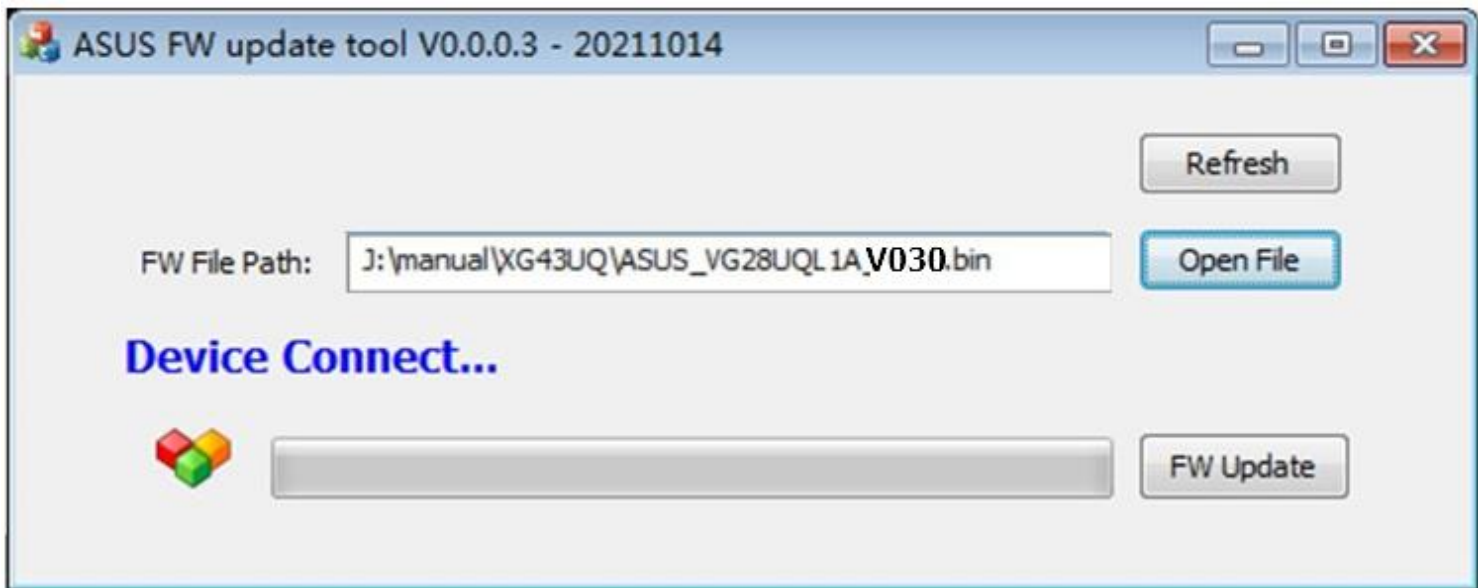 ASUS FW update tool V0.0.0.3 - 20211014
Refresh
FW File Path: J:\manual\XG43UQ\ASUS_VG28UQL1A_V030.bin Open File
Device Connect...
FW Update